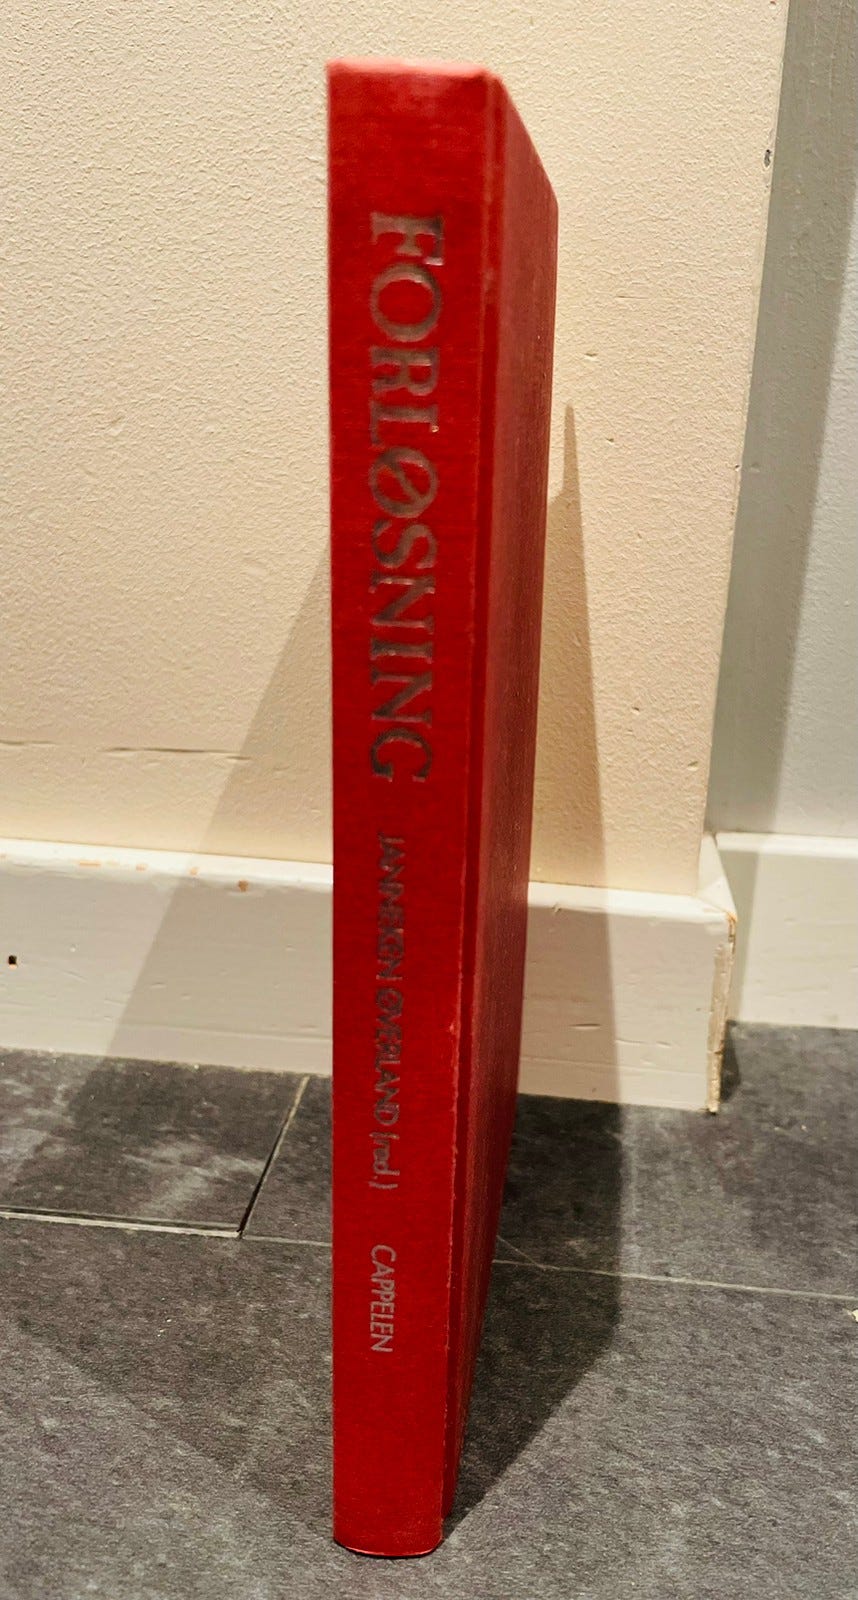 FORLØSNING
JANNEKEN ØVERLAND (red.)
CAPPELEN